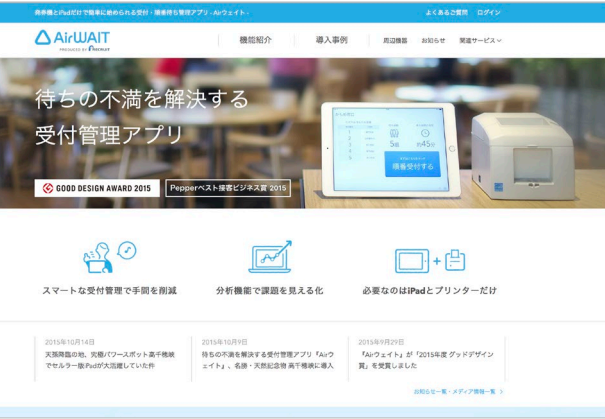 発券機とiPadだけで簡単に始められる受付・順番待ち管理アプリ - Airウェイト -
よくあるご質問 ログイン
AirWAIT
PRODUCED BY RECRUIT
機能紹介 導入事例 周辺機器 お知らせ 関連サービス
待ちの不満を解決する
受付管理アプリ
5組 約45分
順番受付する
GOOD DESIGN AWARD 2015
Pepperベスト接客ビジネス賞 2015
スマートな受付管理で手間を削減
分析機能で課題を見える化
必要なのはiPadとプリンターだけ
2015年10月14日
天孫降臨の地、究極パワースポット高千穂峡
でセルラー版iPadが大活躍していた件
2015年10月9日
待ちの不満を解決する受付管理アプリ『Airウ
ェイト』、名勝・天然記念物 高千穂峡に導入
2015年9月29日
『Airウェイト』が「2015年度 グッドデザイン
賞」を受賞しました
お知らせ一覧・メディア情報一覧